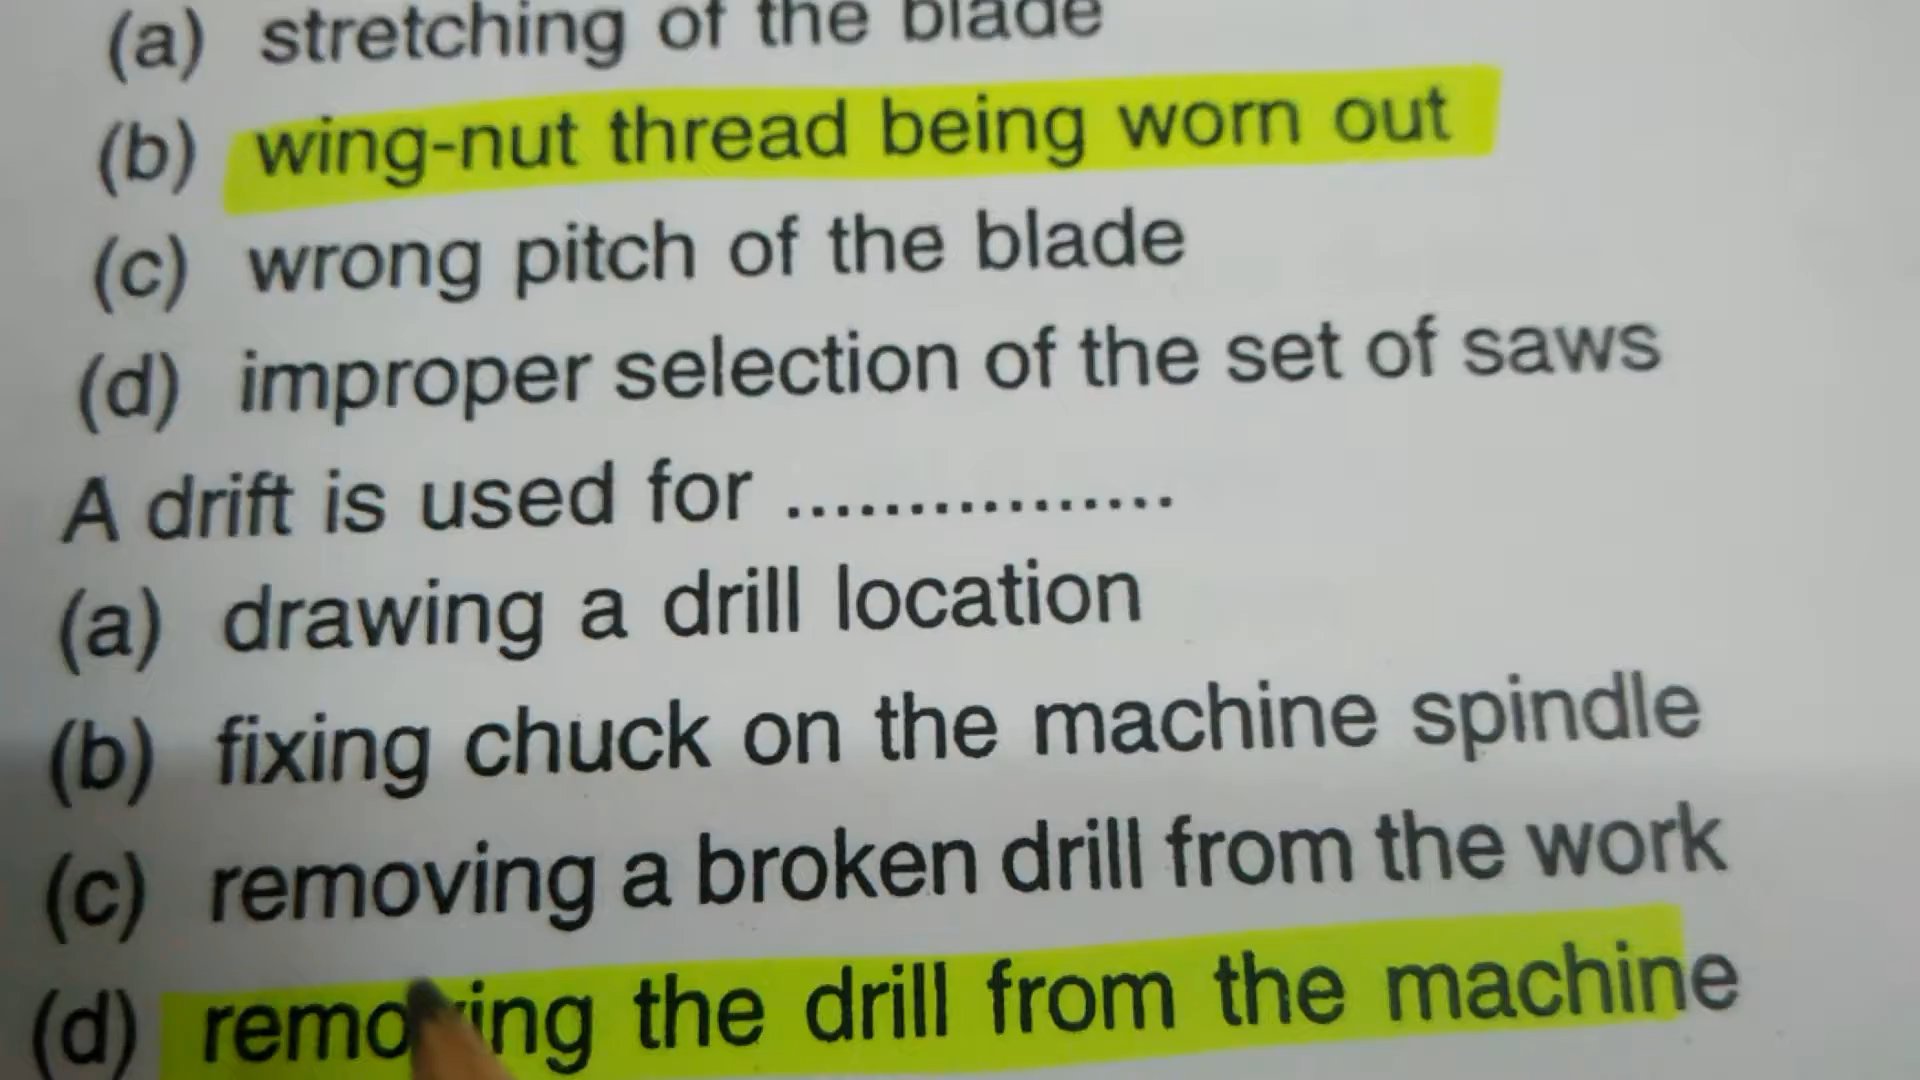 (a) stretching of the blade
(b) wing-nut thread being worn out
(c) wrong pitch of the blade
(d) improper selection of the set of saws
A drift is used for ................
(a) drawing a drill location
(b) fixing chuck on the machine spindle
(c) removing a broken drill from the work
(d) removing the drill from the machine